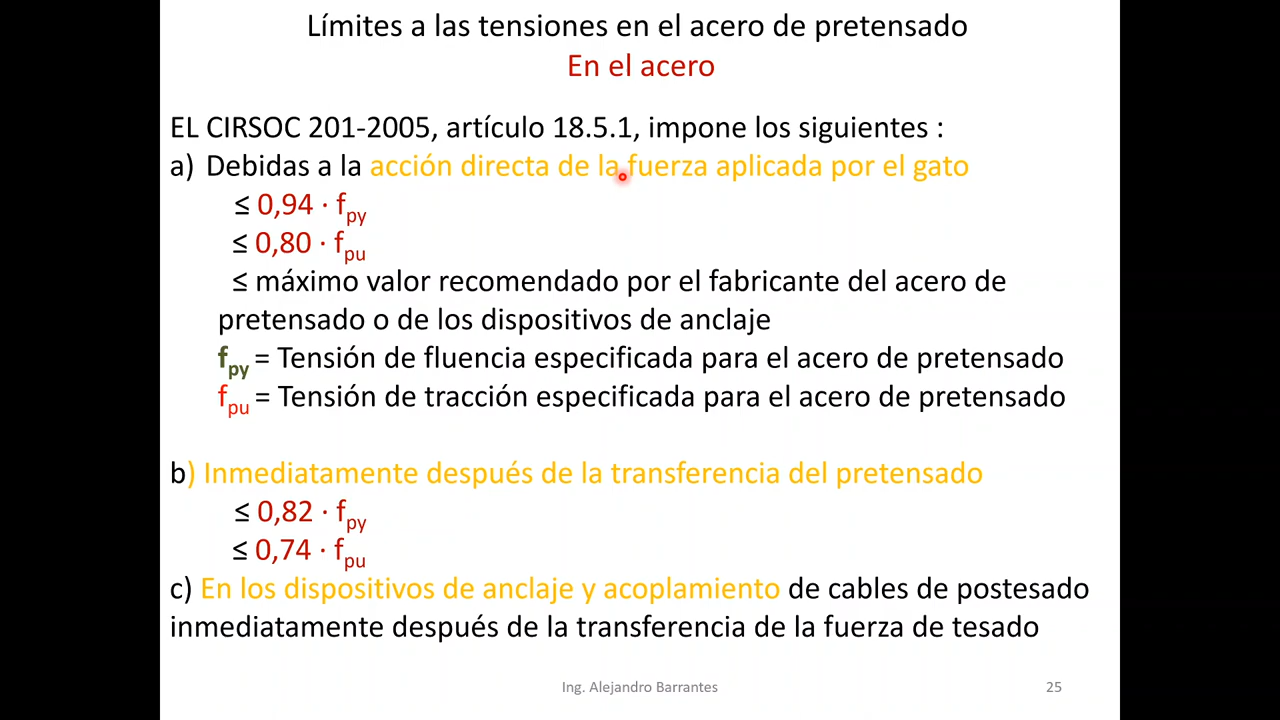 Límites a las tensiones en el acero de pretensado
En el acero
EL CIRSOC 201-2005, artículo 18.5.1, impone los siguientes :
a) Debidas a la acción directa de la fuerza aplicada por el gato
≤ 0,94 · fpy
≤ 0,80 · fpu
≤ máximo valor recomendado por el fabricante del acero de
pretensado o de los dispositivos de anclaje
fpy = Tensión de fluencia especificada para el acero de pretensado
fpu = Tensión de tracción especificada para el acero de pretensado
b) Inmediatamente después de la transferencia del pretensado
≤ 0,82 · fpy
≤ 0,74 · fpu
c) En los dispositivos de anclaje y acoplamiento de cables de postesado
inmediatamente después de la transferencia de la fuerza de tesado
Ing. Alejandro Barrantes
25